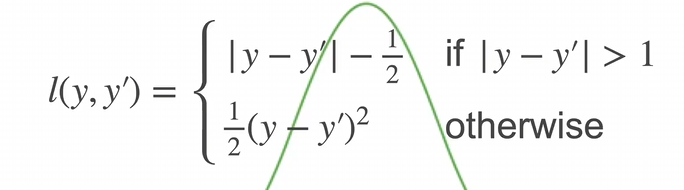 l(y, y′) = { |y − y′| − 1/2 if |y − y′| > 1
1/2(y − y′)² otherwise